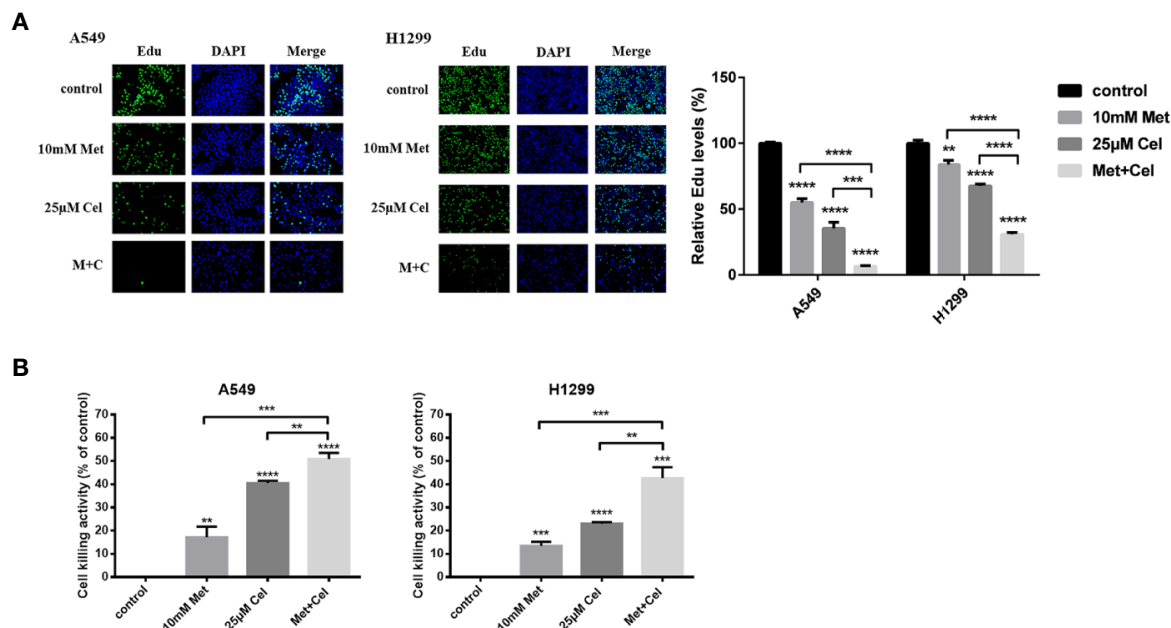 A
A549
Edu DAPI Merge
control
10mM Met
25μM Cel
M+C
H1299
Edu DAPI Merge
control
10mM Met
25μM Cel
M+C
Relative Edu levels (%)
150
100
50
0
**** *** **** **** ****
**** **** ** **** ****
A549 H1299
control
10mM Met
25μM Cel
Met+Cel
B
A549
Cell killing activity (% of control)
70
60
50
40
30
20
10
0
***
**
**
****
****
control 10mM Met 25μM Cel Met+Cel
H1299
Cell killing activity (% of control)
70
60
50
40
30
20
10
0
***
**
***
****
***
control 10mM Met 25μM Cel Met+Cel